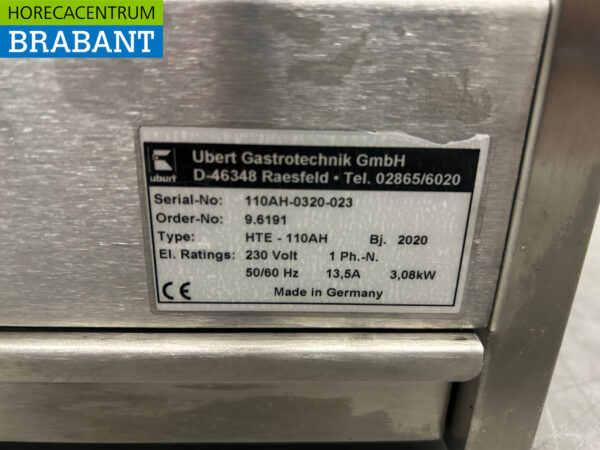 HORECACENTRUM
BRABANT
ubert
Ubert Gastrotechnik GmbH
D-46348 Raesfeld • Tel. 02865/6020
Serial-No: 110AH-0320-023
Order-No: 9.6191
Type: HTE - 110AH Bj. 2020
El. Ratings: 230 Volt 1 Ph.-N.
50/60 Hz 13,5A 3,08kW
CE Made in Germany